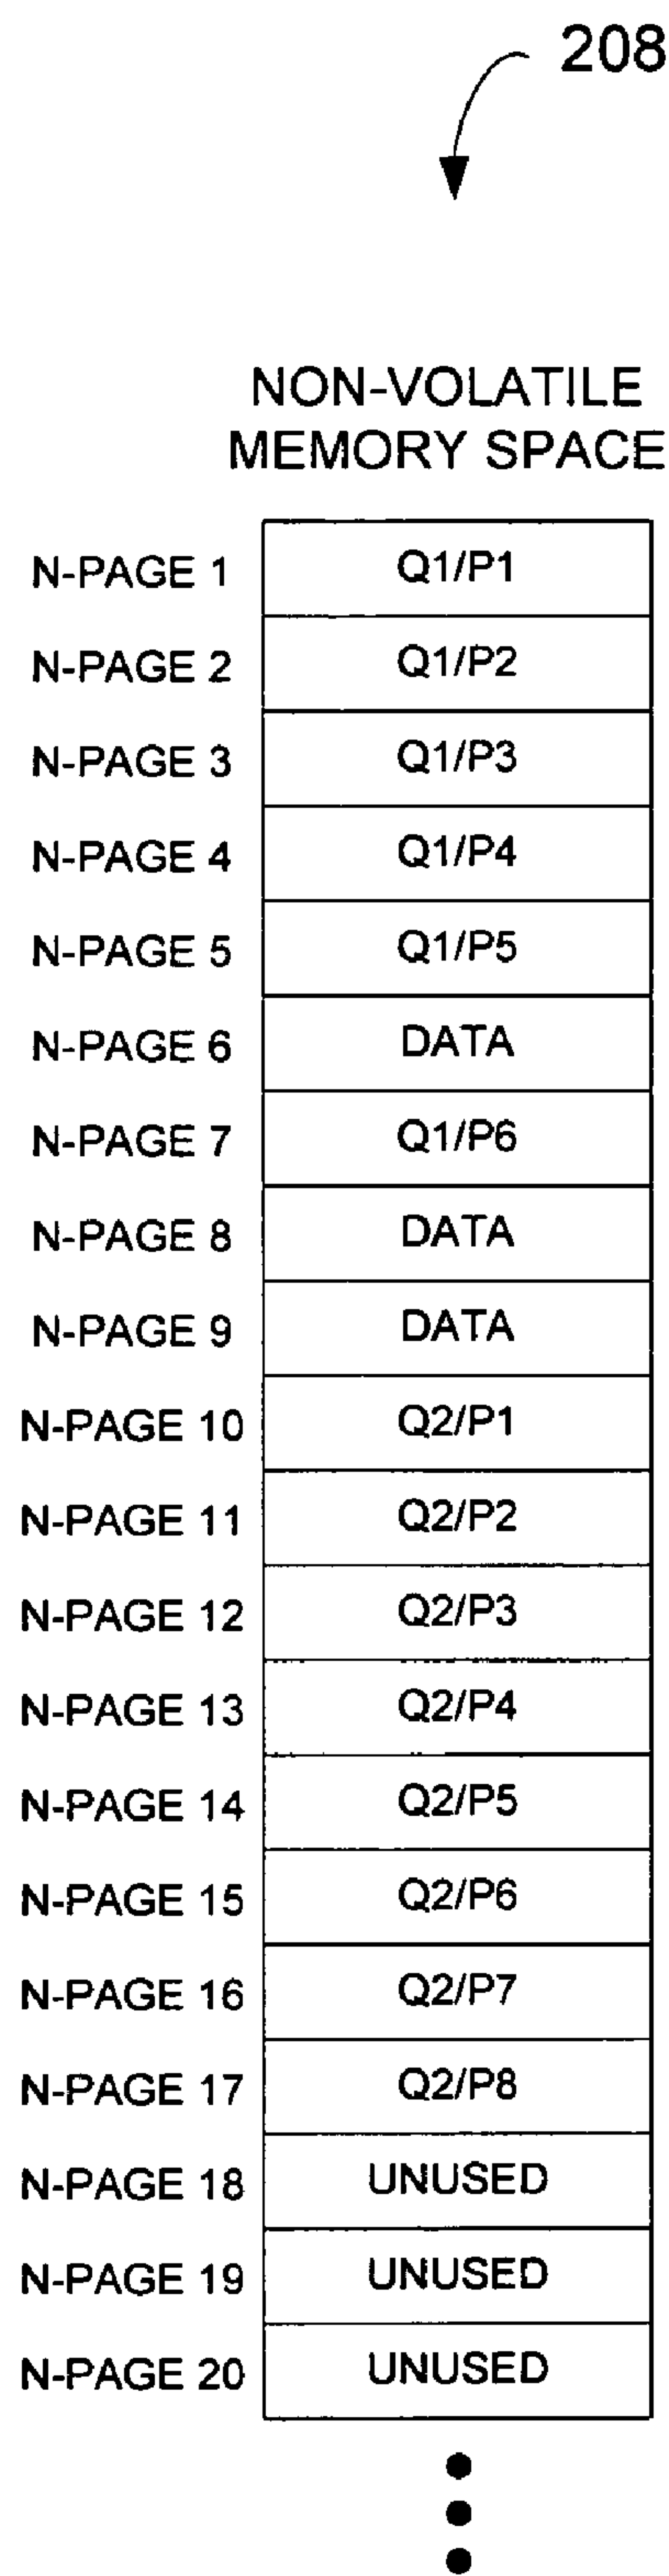 208
NON-VOLATILE
MEMORY SPACE
N-PAGE 1 Q1/P1
N-PAGE 2 Q1/P2
N-PAGE 3 Q1/P3
N-PAGE 4 Q1/P4
N-PAGE 5 Q1/P5
N-PAGE 6 DATA
N-PAGE 7 Q1/P6
N-PAGE 8 DATA
N-PAGE 9 DATA
N-PAGE 10 Q2/P1
N-PAGE 11 Q2/P2
N-PAGE 12 Q2/P3
N-PAGE 13 Q2/P4
N-PAGE 14 Q2/P5
N-PAGE 15 Q2/P6
N-PAGE 16 Q2/P7
N-PAGE 17 Q2/P8
N-PAGE 18 UNUSED
N-PAGE 19 UNUSED
N-PAGE 20 UNUSED